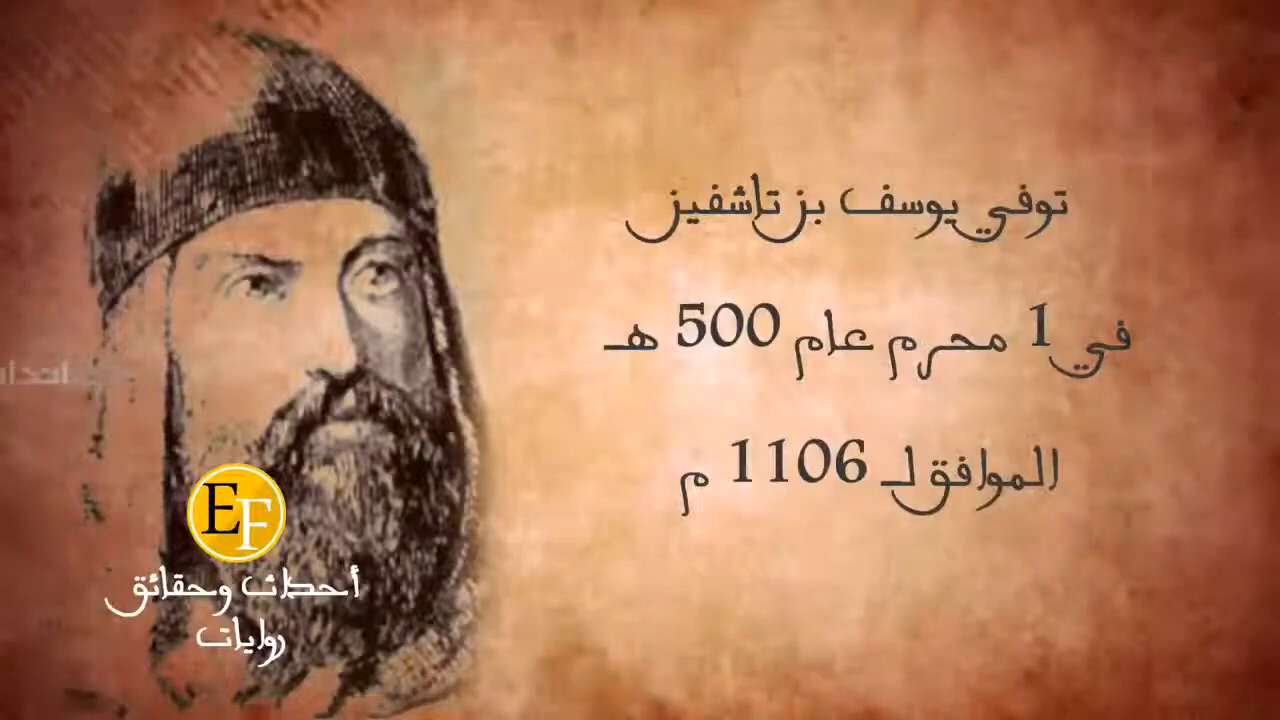 توفي يوسف بن تاشفين
في 1 محرم عام 500 هـ
الموافق لـ 1106 م
EF
أحداث وحقائق
روايات